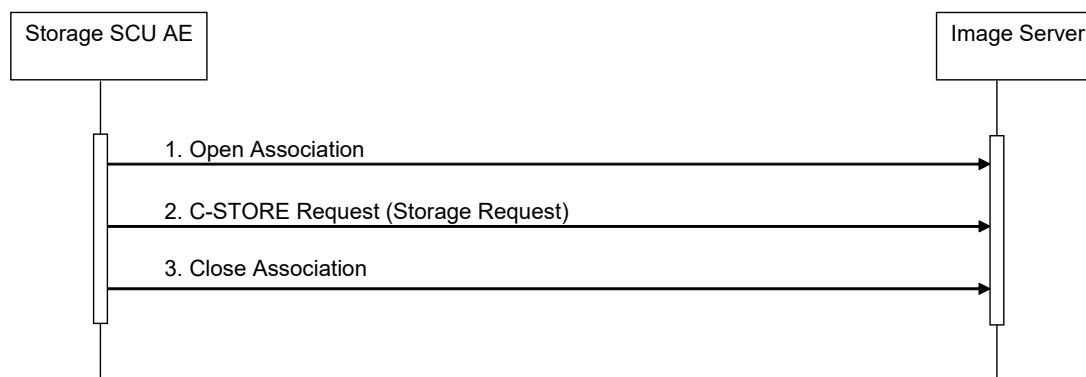 Storage SCU AE
Image Server
1. Open Association
2. C-STORE Request (Storage Request)
3. Close Association